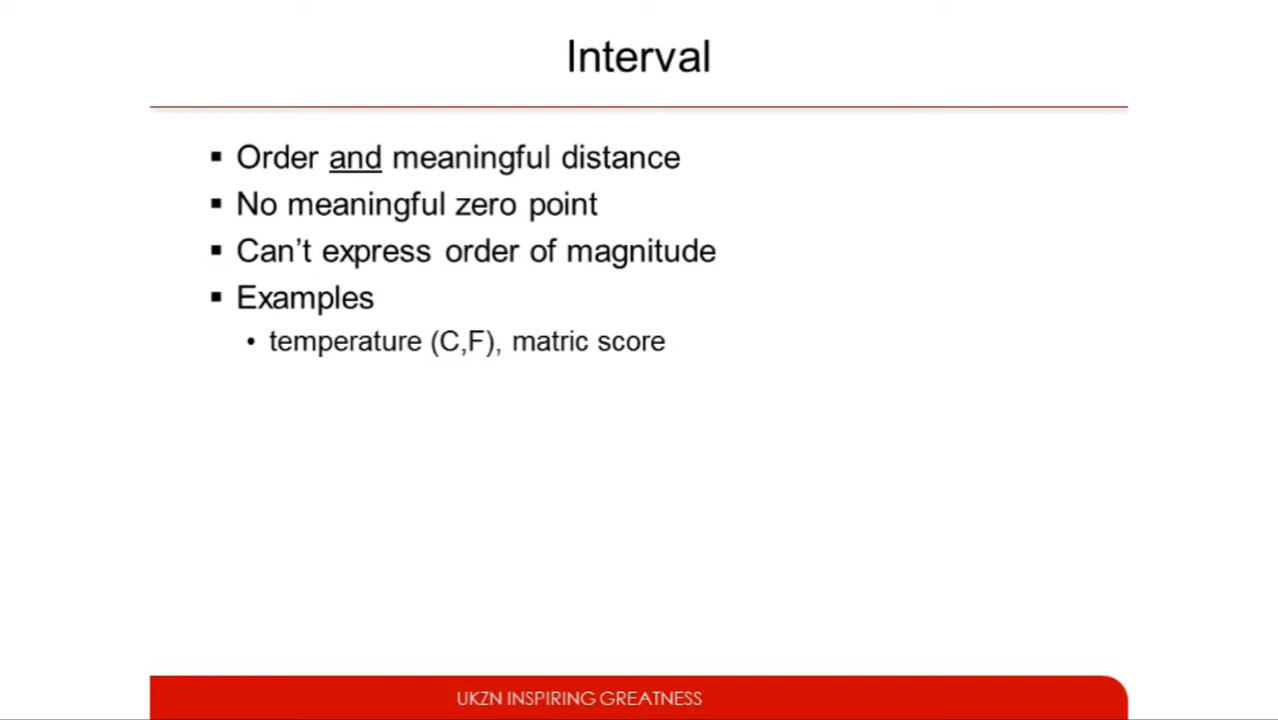 Interval
▪ Order and meaningful distance
▪ No meaningful zero point
▪ Can’t express order of magnitude
▪ Examples
• temperature (C,F), matric score
UKZN INSPIRING GREATNESS